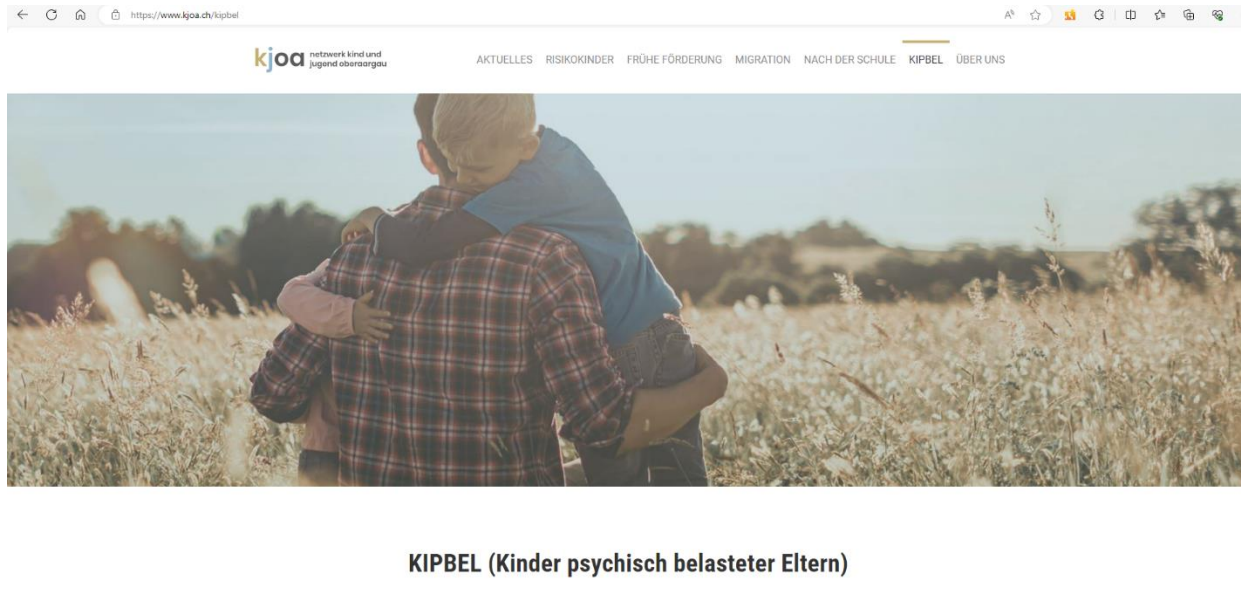 https://www.kjoa.ch/kipbel
kjoa netzwerk kind und
jugend oberaargau
AKTUELLES RISIKOKINDER FRÜHE FÖRDERUNG MIGRATION NACH DER SCHULE KIPBEL ÜBER UNS
KIPBEL (Kinder psychisch belasteter Eltern)